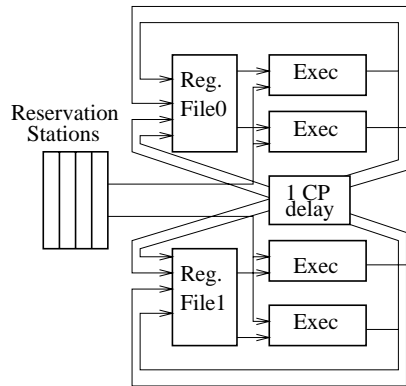 Reg.
File0
Exec
Exec
Reservation
Stations
1 CP
delay
Reg.
File1
Exec
Exec